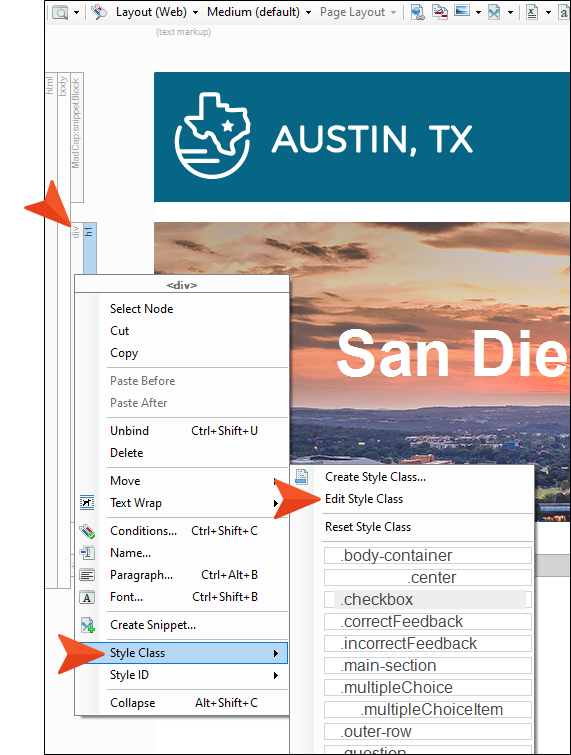 Layout (Web) Medium (default) Page Layout
(text markup)
html
body
MadCap:snippetBlock
AUSTIN, TX
div
h1
San Die
<div>
Select Node
Cut
Copy
Paste Before
Paste After
Unbind Ctrl+Shift+U
Delete
Move
Text Wrap
Conditions... Ctrl+Shift+C
Name...
Paragraph... Ctrl+Alt+B
Font... Ctrl+Shift+B
Create Snippet...
Style Class
Style ID
Collapse Alt+Shift+C
Create Style Class...
Edit Style Class
Reset Style Class
.body-container
.center
.checkbox
.correctFeedback
.incorrectFeedback
.main-section
.multipleChoice
.multipleChoiceItem
.outer-row
.question